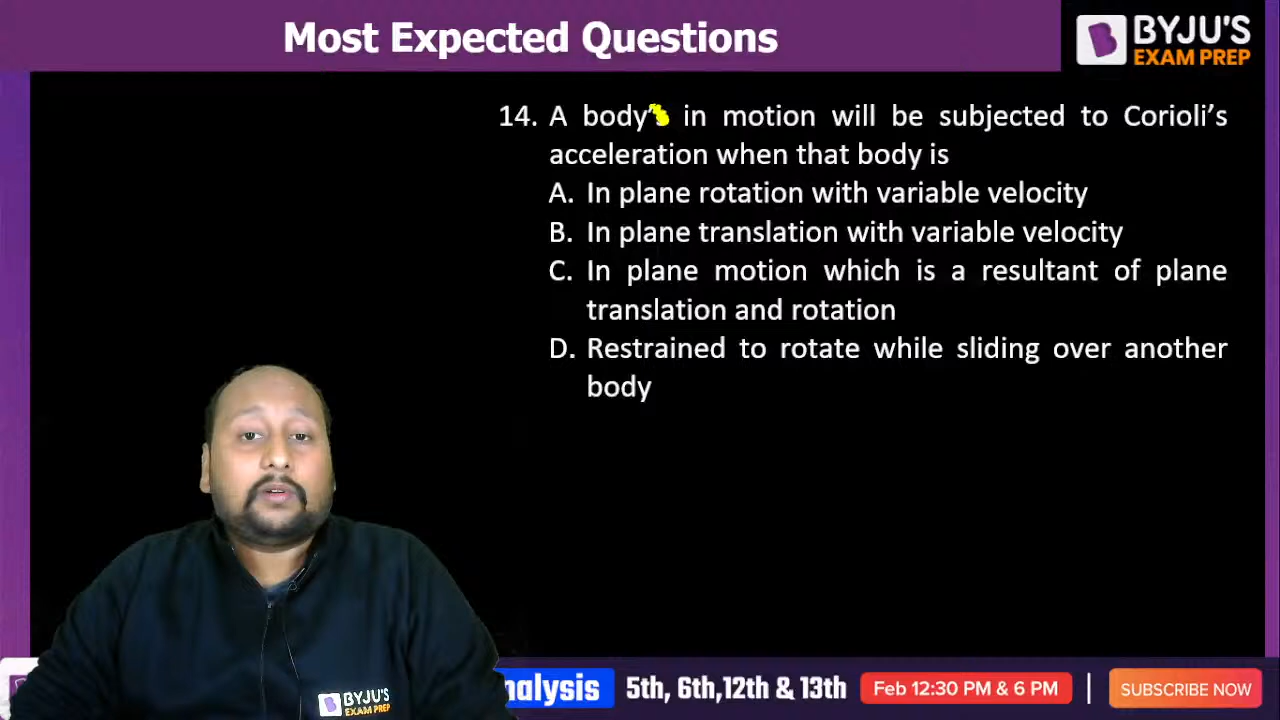 Most Expected Questions
BYJU'S
EXAM PREP
14. A body' in motion will be subjected to Corioli's
acceleration when that body is
A. In plane rotation with variable velocity
B. In plane translation with variable velocity
C. In plane motion which is a resultant of plane
translation and rotation
D. Restrained to rotate while sliding over another
body
BYJU'S
EXAM PREP
nalysis 5th, 6th,12th & 13th Feb 12:30 PM & 6 PM | SUBSCRIBE NOW